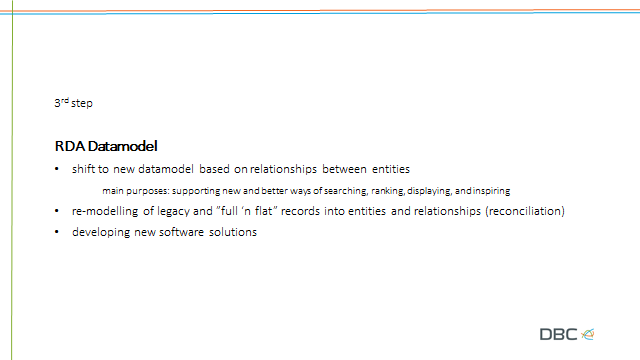 3rd step
RDA Datamodel
• shift to new datamodel based on relationships between entities
main purposes: supporting new and better ways of searching, ranking, displaying, and inspiring
• re-modelling of legacy and ”full ‘n flat” records into entities and relationships (reconciliation)
• developing new software solutions
DBC